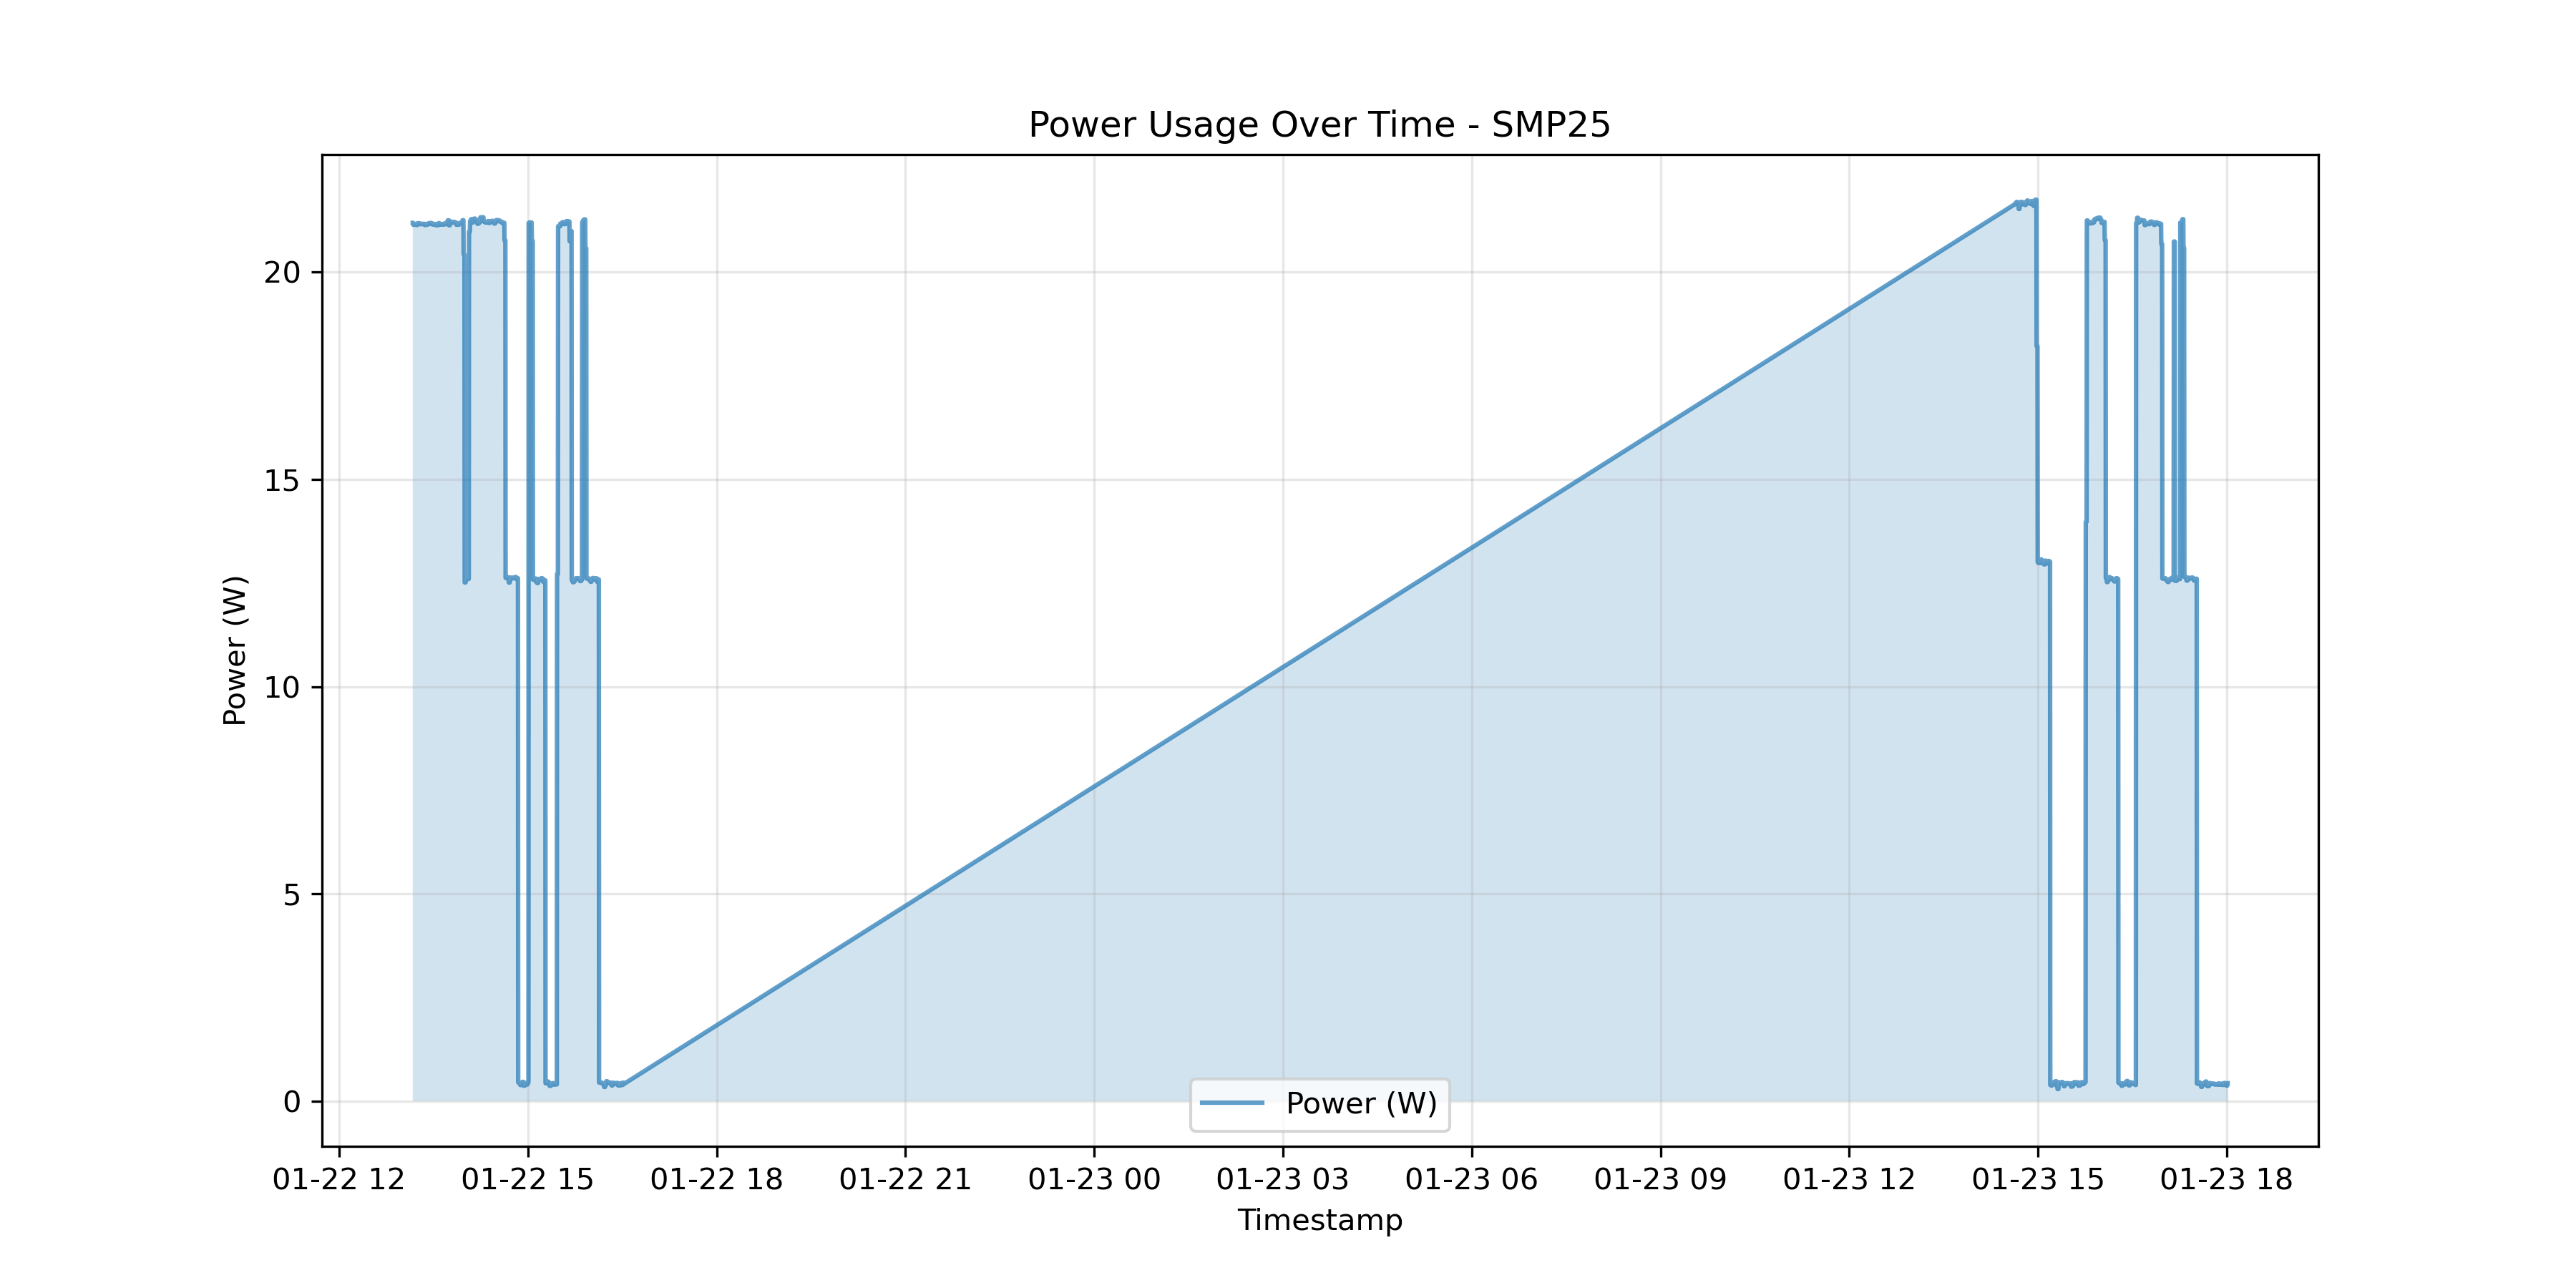 Power Usage Over Time - SMP25
Power (W)
20
15
10
5
0
Power (W)
01-22 12 01-22 15 01-22 18 01-22 21 01-23 00 01-23 03 01-23 06 01-23 09 01-23 12 01-23 15 01-23 18
Timestamp